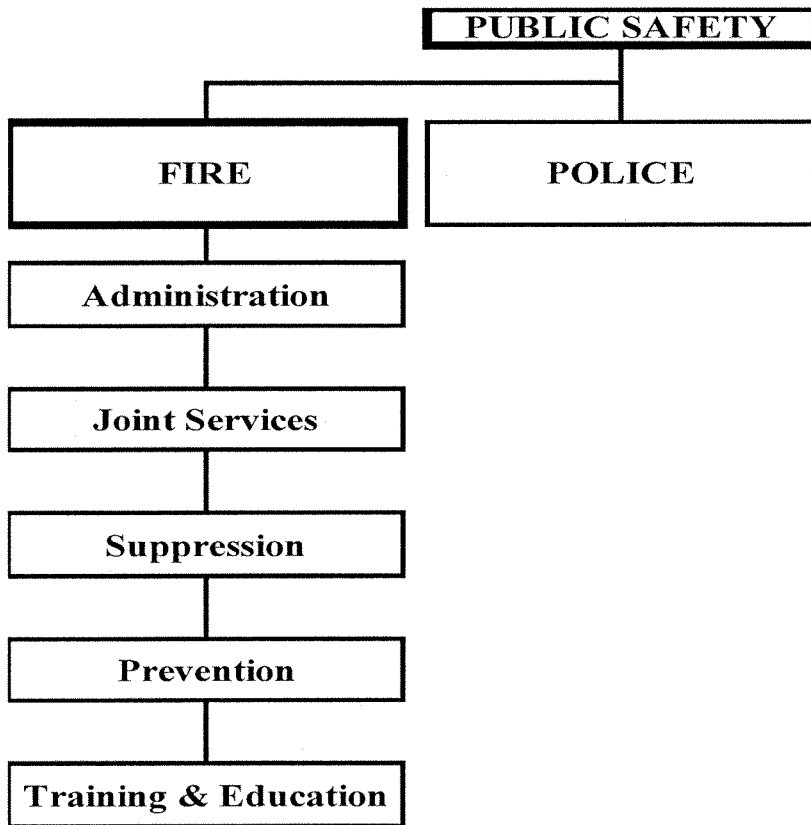 PUBLIC SAFETY
FIRE
POLICE
Administration
Joint Services
Suppression
Prevention
Training & Education